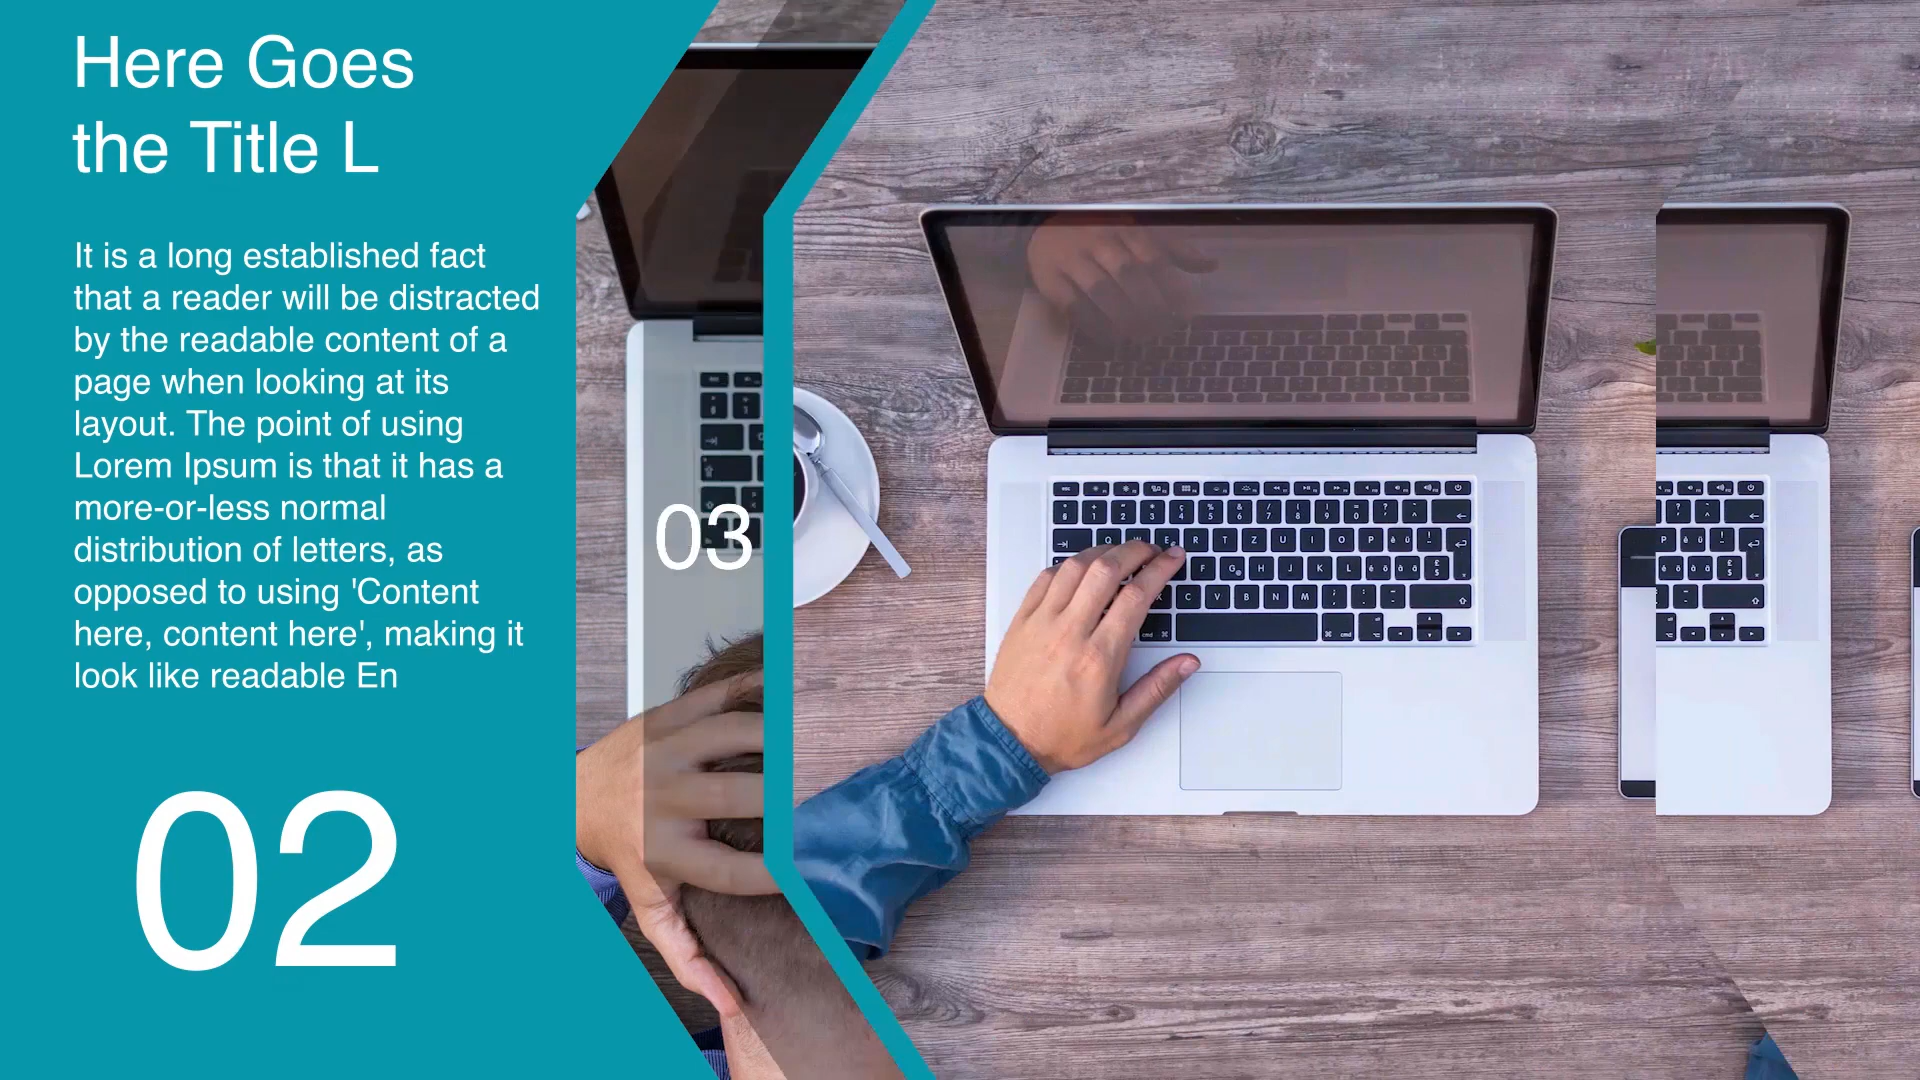 Here Goes
the Title L
It is a long established fact
that a reader will be distracted
by the readable content of a
page when looking at its
layout. The point of using
Lorem Ipsum is that it has a
more-or-less normal
distribution of letters, as
opposed to using 'Content
here, content here', making it
look like readable En
02
03